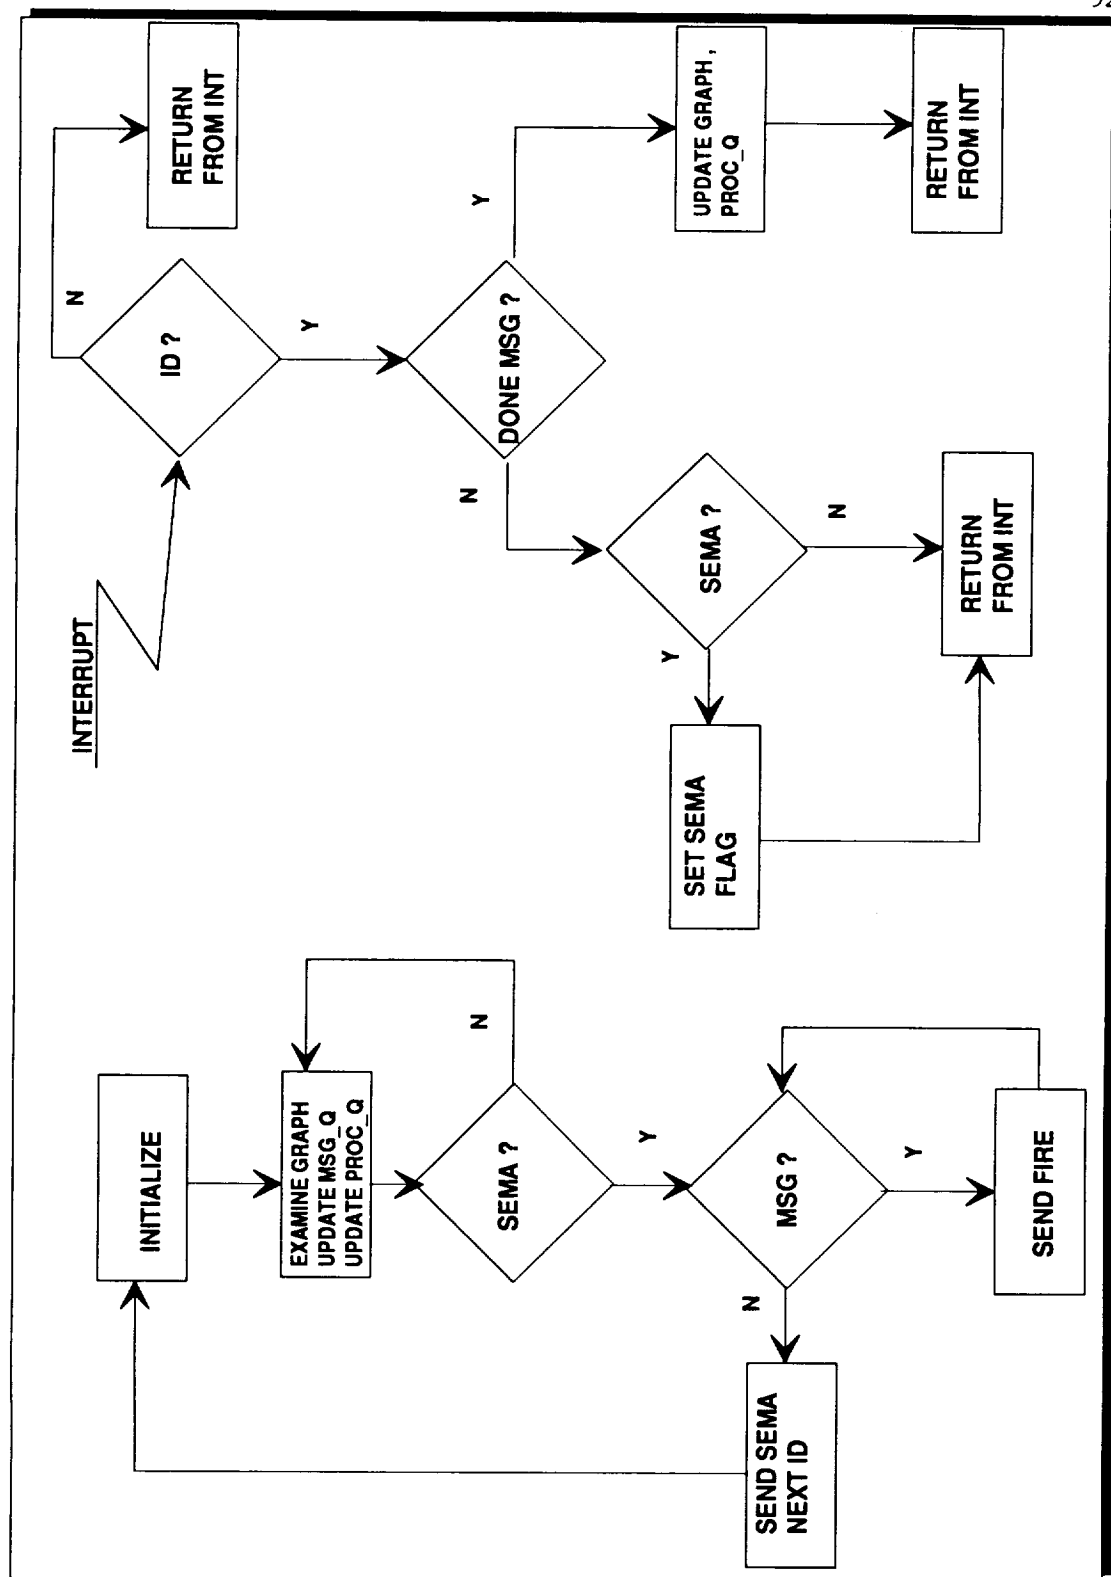 INITIALIZE
EXAMINE GRAPH
UPDATE MSG_Q
UPDATE PROC_Q
SEMA ?
N
Y
MSG ?
N
Y
SEND SEMA
NEXT ID
SEND FIRE
INTERRUPT
ID ?
N
RETURN
FROM INT
Y
DONE MSG ?
Y
UPDATE GRAPH ,
PROC_Q
RETURN
FROM INT
N
SEMA ?
Y
SET SEMA
FLAG
N
RETURN
FROM INT